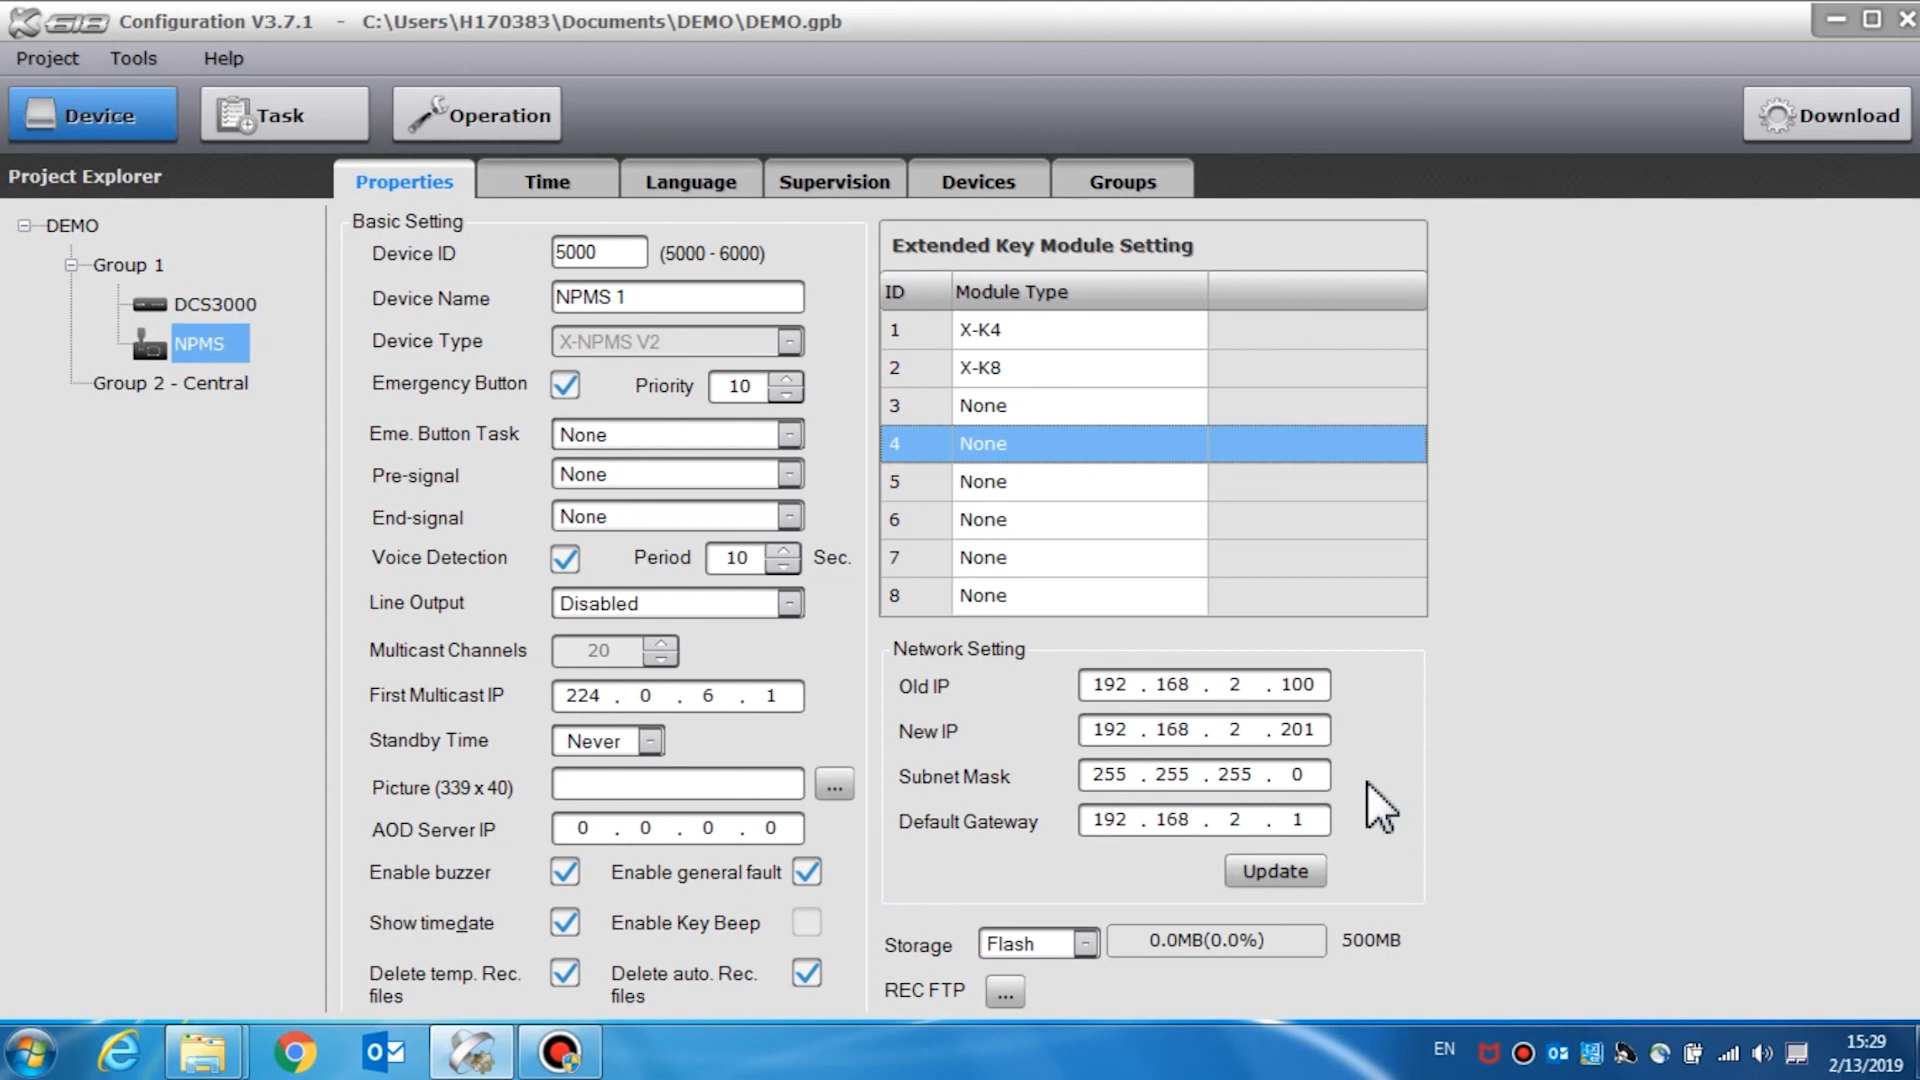 X-618 Configuration V3.7.1 - C:\Users\H170383\Documents\DEMO\DEMO.gpb
Project Tools Help
Device Task Operation Download
Project Explorer
Properties Time Language Supervision Devices Groups
DEMO
Group 1
DCS3000
NPMS
Group 2 - Central
Basic Setting
Device ID 5000 (5000 - 6000)
Device Name NPMS 1
Device Type X-NPMS V2
Emergency Button Priority 10
Eme. Button Task None
Pre-signal None
End-signal None
Voice Detection Period 10 Sec.
Line Output Disabled
Multicast Channels 20
First Multicast IP 224 . 0 . 6 . 1
Standby Time Never
Picture (339 x 40) ...
AOD Server IP 0 . 0 . 0 . 0
Enable buzzer Enable general fault
Show timedate Enable Key Beep
Delete temp. Rec. files Delete auto. Rec. files
Extended Key Module Setting
ID Module Type
1 X-K4
2 X-K8
3 None
4 None
5 None
6 None
7 None
8 None
Network Setting
Old IP 192 . 168 . 2 . 100
New IP 192 . 168 . 2 . 201
Subnet Mask 255 . 255 . 255 . 0
Default Gateway 192 . 168 . 2 . 1
Update
Storage Flash 0.0MB(0.0%) 500MB
REC FTP ...
EN
15:29
2/13/2019